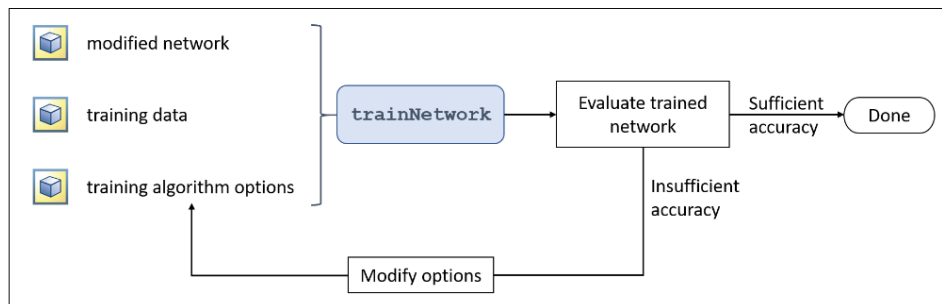 modified network
training data
training algorithm options
trainNetwork
Evaluate trained
network
Sufficient
accuracy
Done
Insufficient
accuracy
Modify options